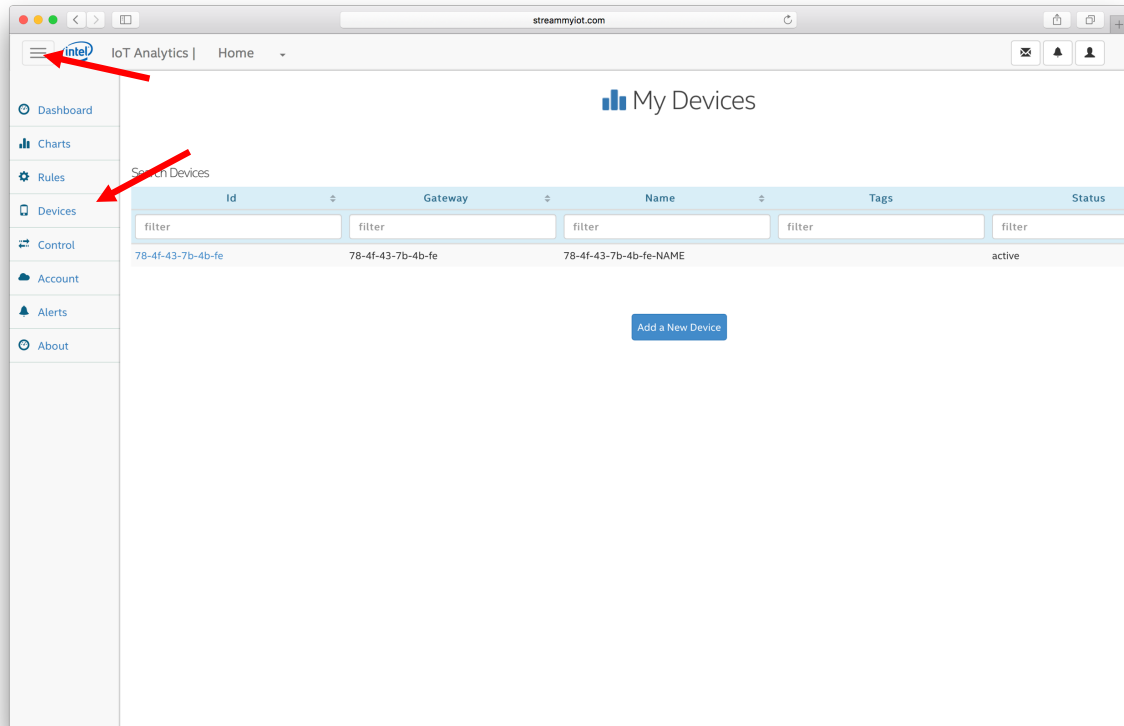 streammyiot.com
intel IoT Analytics | Home
My Devices
Dashboard
Charts
Rules
Devices
Control
Account
Alerts
About
Search Devices
Id Gateway Name Tags Status
filter filter filter filter filter
78-4f-43-7b-4b-fe 78-4f-43-7b-4b-fe 78-4f-43-7b-4b-fe-NAME active
Add a New Device